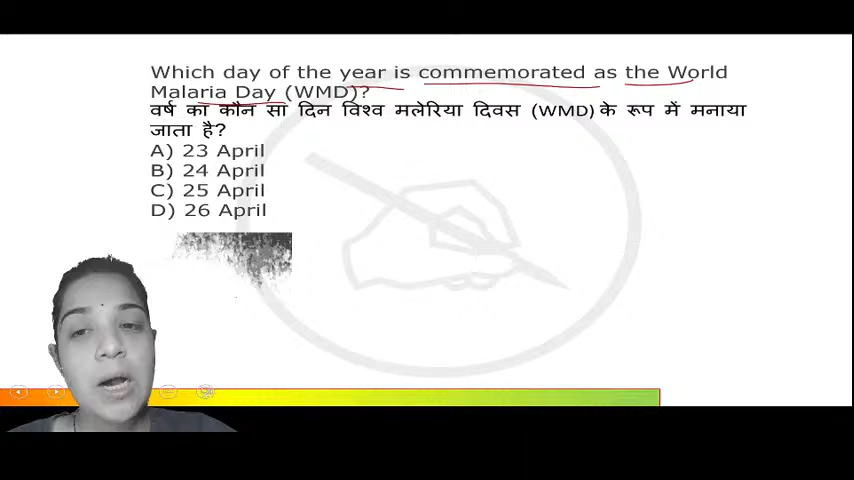 Which day of the year is commemorated as the World
Malaria Day (WMD)?
वर्ष का कौन सा दिन विश्व मलेरिया दिवस (WMD) के रूप में मनाया
जाता है?
A) 23 April
B) 24 April
C) 25 April
D) 26 April